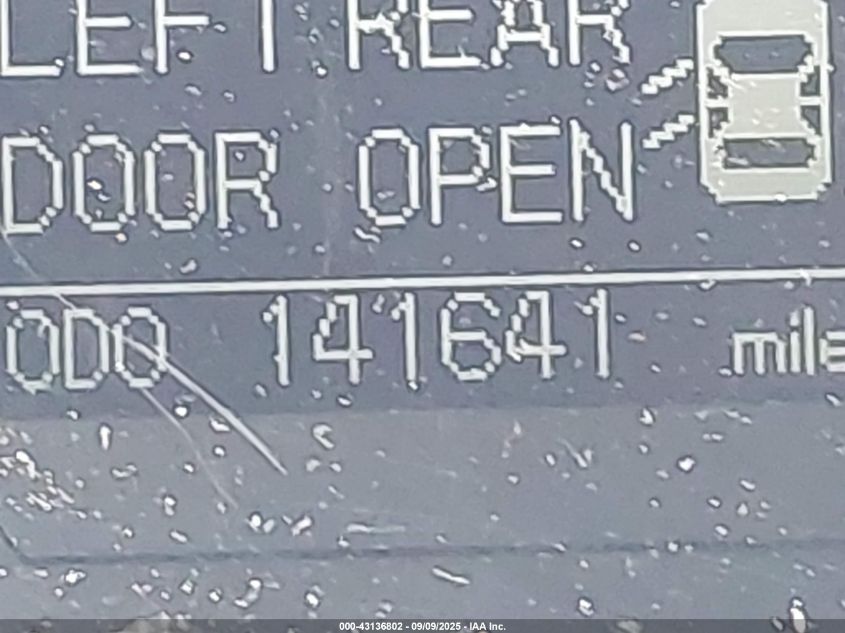 LEFT REAR
DOOR OPEN
ODO 141641 mile
000-43136802 - 09/09/2025 - IAA Inc.